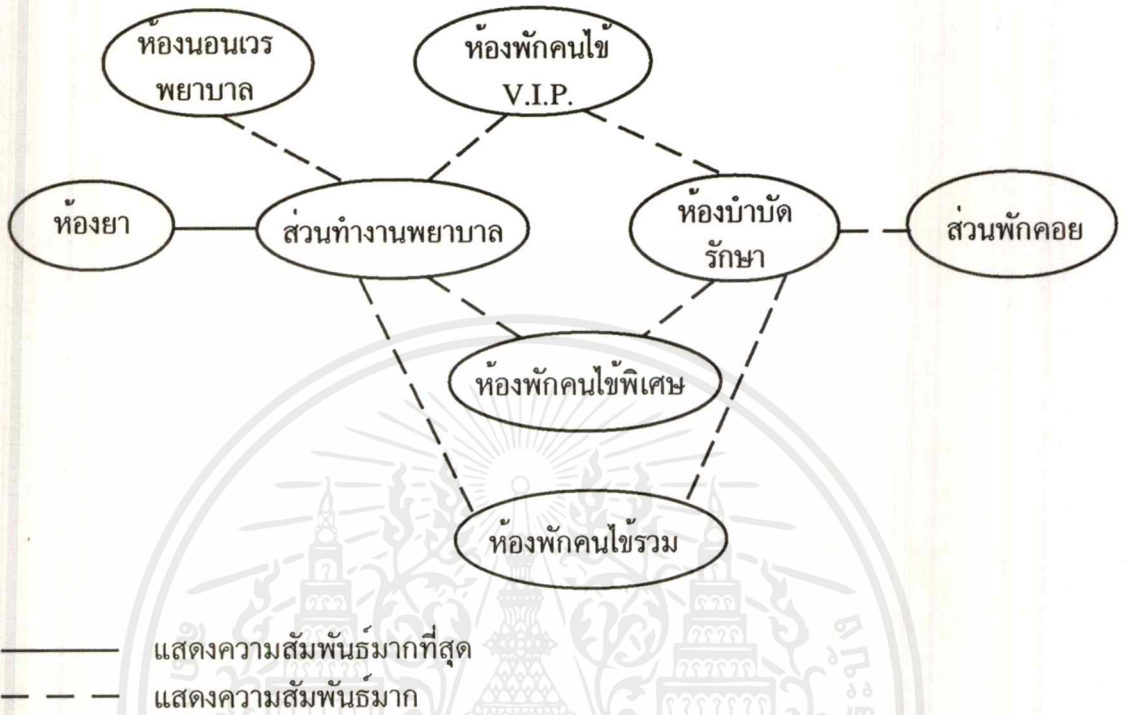 ห้องนอนเวร
พยาบาล
ห้องพักคนไข้
V.I.P.
ห้องยา
ส่วนทำงานพยาบาล
ห้องบำบัด
รักษา
ส่วนพักคอย
ห้องพักคนไข้พิเศษ
ห้องพักคนไข้รวม
แสดงความสัมพันธ์มากที่สุด
แสดงความสัมพันธ์มาก